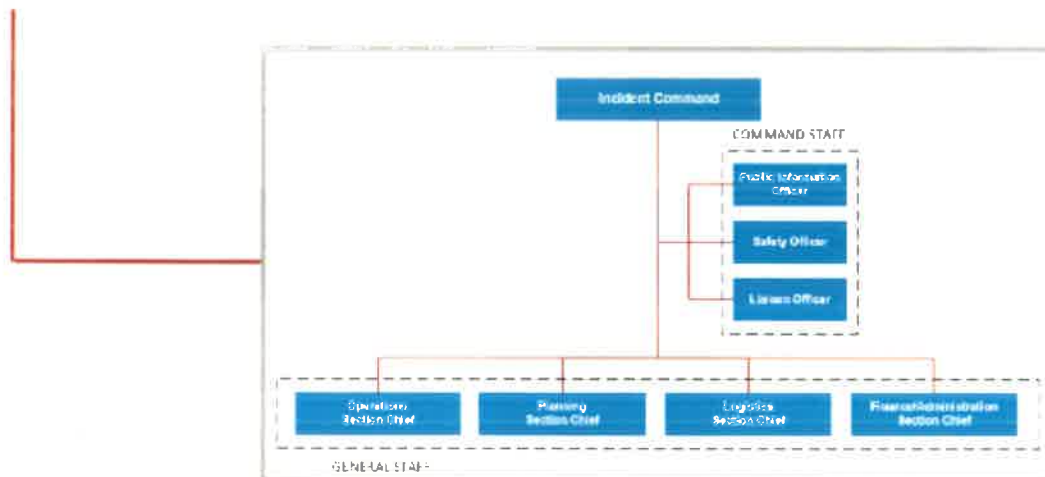 Incident Command
COMMAND STAFF
Public Information
Officer
Safety Officer
Liaison Officer
Operations
Section Chief
Planning
Section Chief
Logistics
Section Chief
Finance/Administration
Section Chief
GENERAL STAFF